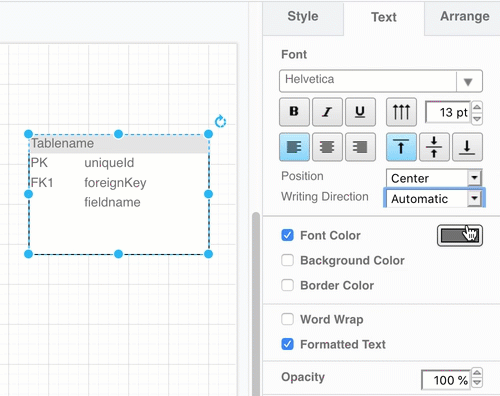 Style Text Arrange
Font
Helvetica
B I U 13 pt
Position Center
Writing Direction Automatic
Font Color
Background Color
Border Color
Word Wrap
Formatted Text
Opacity 100 %
Tablename
PK uniqueId
FK1 foreignKey
fieldname